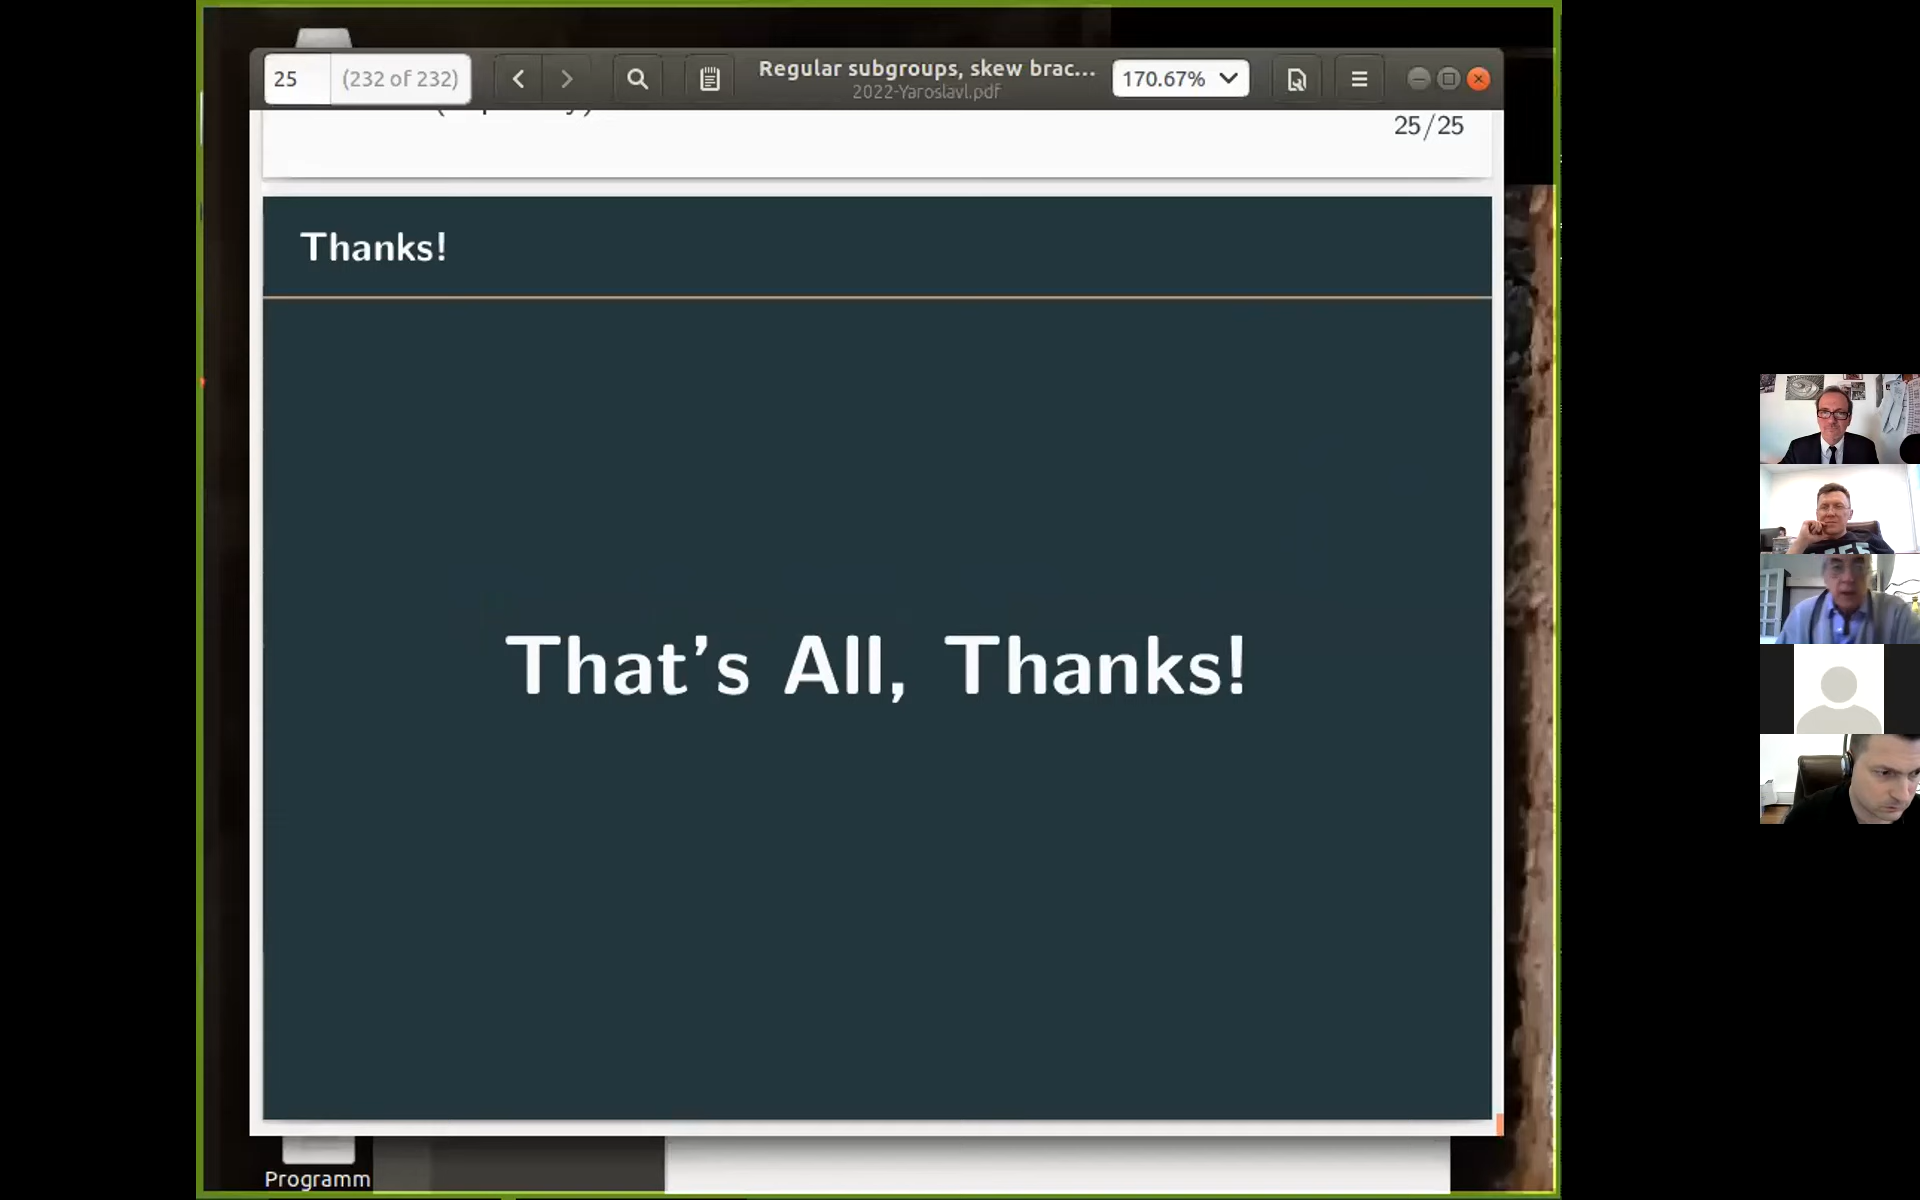 25 (232 of 232)
Regular subgroups, skew brac...
2022-Yaroslavl.pdf
170.67%
25/25
Thanks!
That's All, Thanks!
Programm